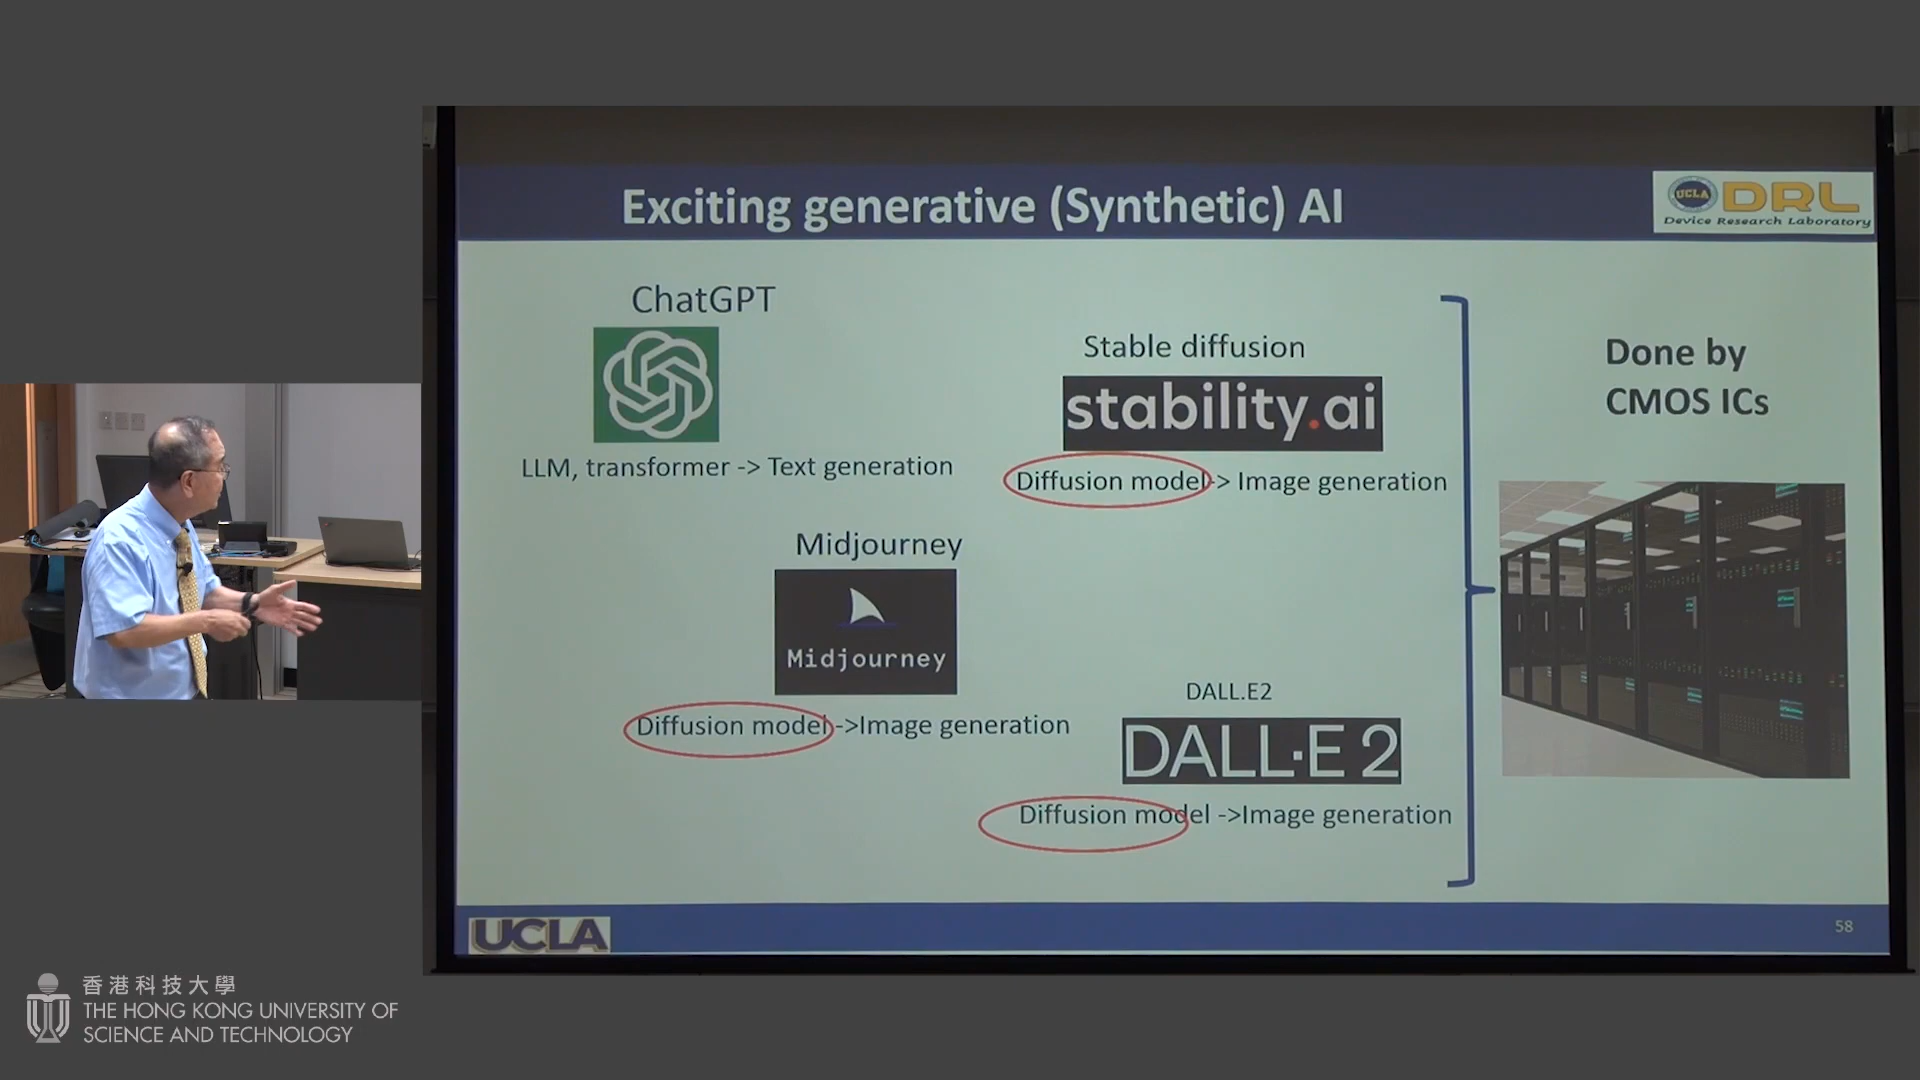 Exciting generative (Synthetic) AI
UCLA
DRL
Device Research Laboratory
ChatGPT
LLM, transformer -> Text generation
Stable diffusion
stability.ai
Diffusion model-> Image generation
Midjourney
Midjourney
Diffusion model->Image generation
DALL.E2
DALL·E 2
Diffusion model ->Image generation
Done by
CMOS ICs
UCLA
58
香港科技大學
THE HONG KONG UNIVERSITY OF
SCIENCE AND TECHNOLOGY